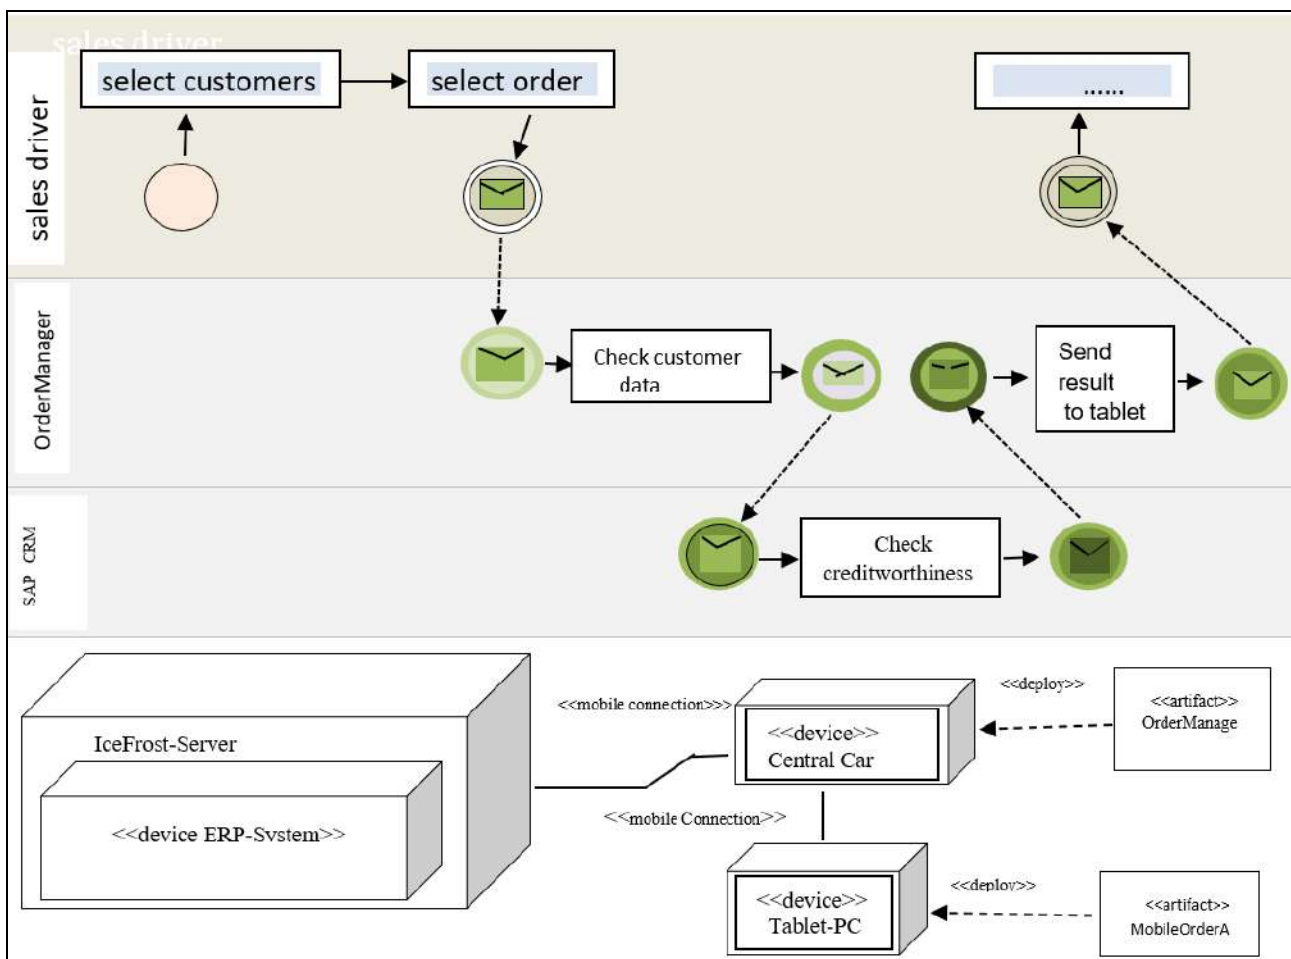 sales driver
sales driver
select customers
select order
......
OrderManager
Check customer
data
Send
result
to tablet
SAP CRM
Check
creditworthiness
IceFrost-Server
<<device ERP-System>>
<<mobile connection>>>
<<device>>
Central Car
<<deploy>>
<<artifact>>
OrderManage
<<mobile Connection>>
<<device>>
Tablet-PC
<<deploy>>
<<artifact>>
MobileOrderA